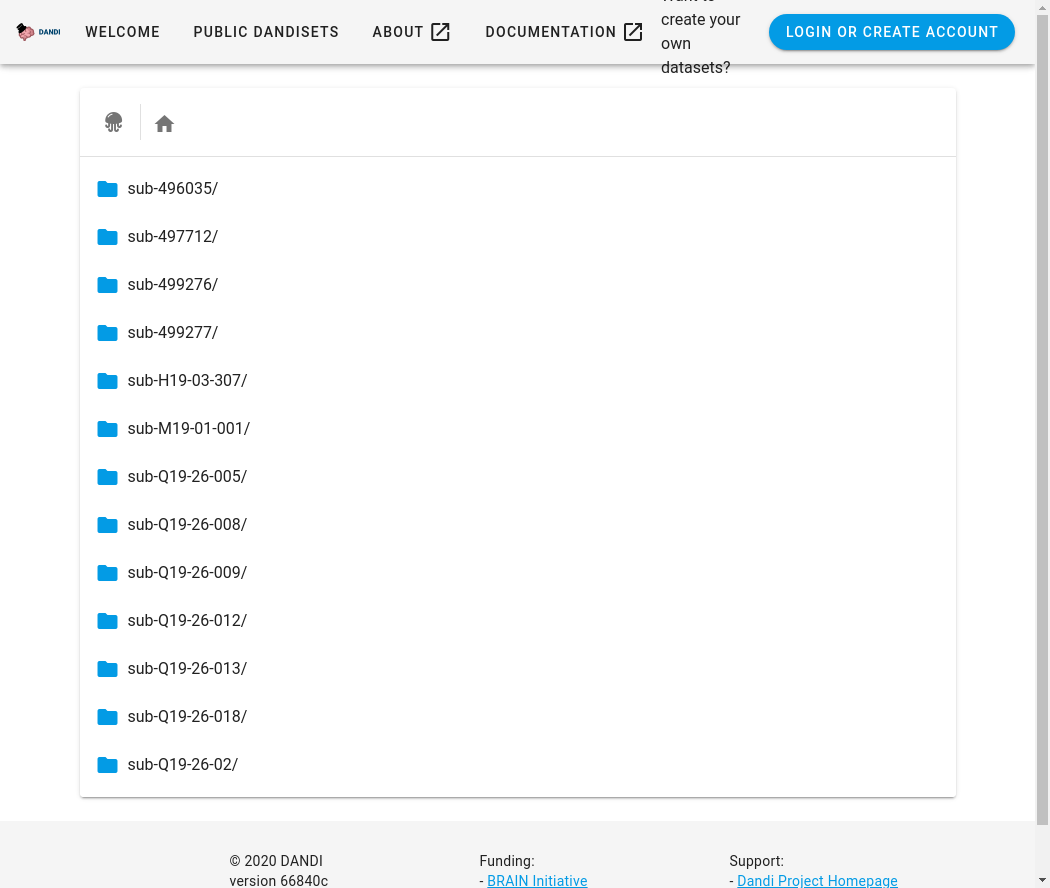 DANDI WELCOME PUBLIC DANDISETS ABOUT DOCUMENTATION
create your
own
datasets?
LOGIN OR CREATE ACCOUNT
sub-496035/
sub-497712/
sub-499276/
sub-499277/
sub-H19-03-307/
sub-M19-01-001/
sub-Q19-26-005/
sub-Q19-26-008/
sub-Q19-26-009/
sub-Q19-26-012/
sub-Q19-26-013/
sub-Q19-26-018/
sub-Q19-26-02/
© 2020 DANDI
version 66840c
Funding:
- BRAIN Initiative
Support:
- Dandi Project Homepage